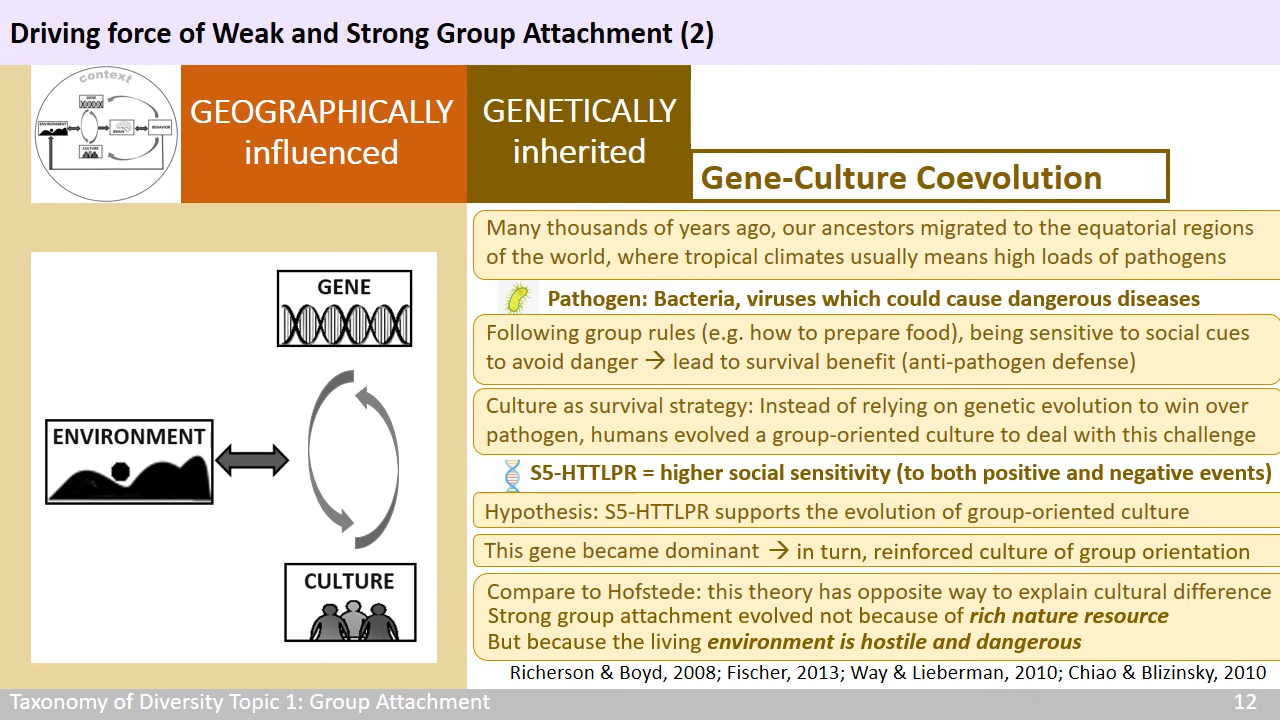 Driving force of Weak and Strong Group Attachment (2)
context
GENE
ENVIRONMENT
BRAIN
BEHAVIOR
CULTURE
GEOGRAPHICALLY
influenced
GENETICALLY
inherited
Gene-Culture Coevolution
Many thousands of years ago, our ancestors migrated to the equatorial regions
of the world, where tropical climates usually means high loads of pathogens
Pathogen: Bacteria, viruses which could cause dangerous diseases
Following group rules (e.g. how to prepare food), being sensitive to social cues
to avoid danger → lead to survival benefit (anti-pathogen defense)
Culture as survival strategy: Instead of relying on genetic evolution to win over
pathogen, humans evolved a group-oriented culture to deal with this challenge
S5-HTTLPR = higher social sensitivity (to both positive and negative events)
Hypothesis: S5-HTTLPR supports the evolution of group-oriented culture
This gene became dominant → in turn, reinforced culture of group orientation
Compare to Hofstede: this theory has opposite way to explain cultural difference
Strong group attachment evolved not because of rich nature resource
But because the living environment is hostile and dangerous
GENE
ENVIRONMENT
CULTURE
Richerson & Boyd, 2008; Fischer, 2013; Way & Lieberman, 2010; Chiao & Blizinsky, 2010
Taxonomy of Diversity Topic 1: Group Attachment
12